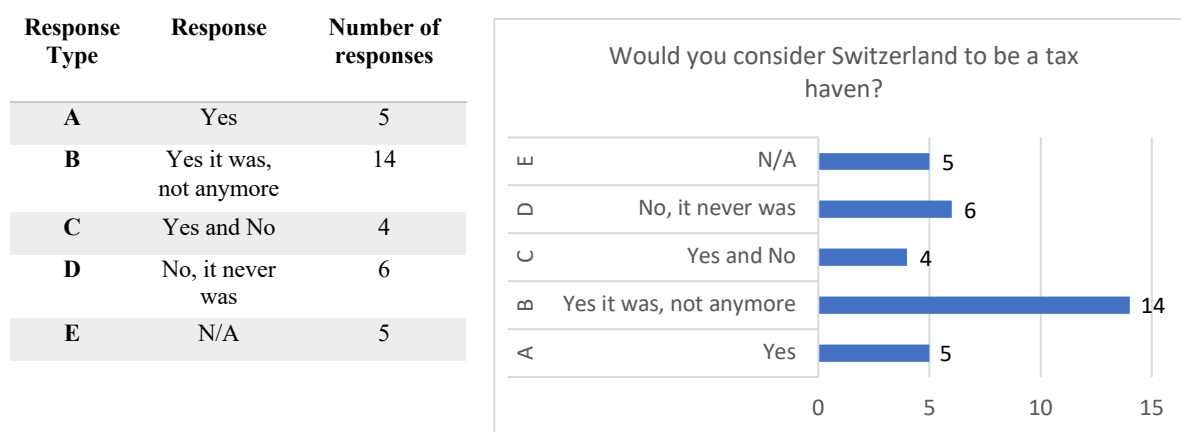 Response Type Response Number of responses
A Yes 5
B Yes it was, not anymore 14
C Yes and No 4
D No, it never was 6
E N/A 5
Would you consider Switzerland to be a tax
haven?
E N/A 5
D No, it never was 6
C Yes and No 4
B Yes it was, not anymore 14
A Yes 5
0 5 10 15